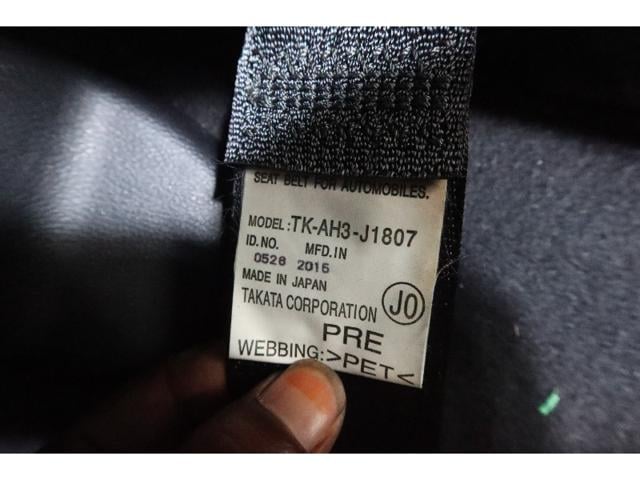 SEAT BELT FOR AUTOMOBILES.
MODEL:TK-AH3-J1807
ID.NO. MFD.IN
0528 2015
MADE IN JAPAN
TAKATA CORPORATION J0
PRE
WEBBING:>PET<